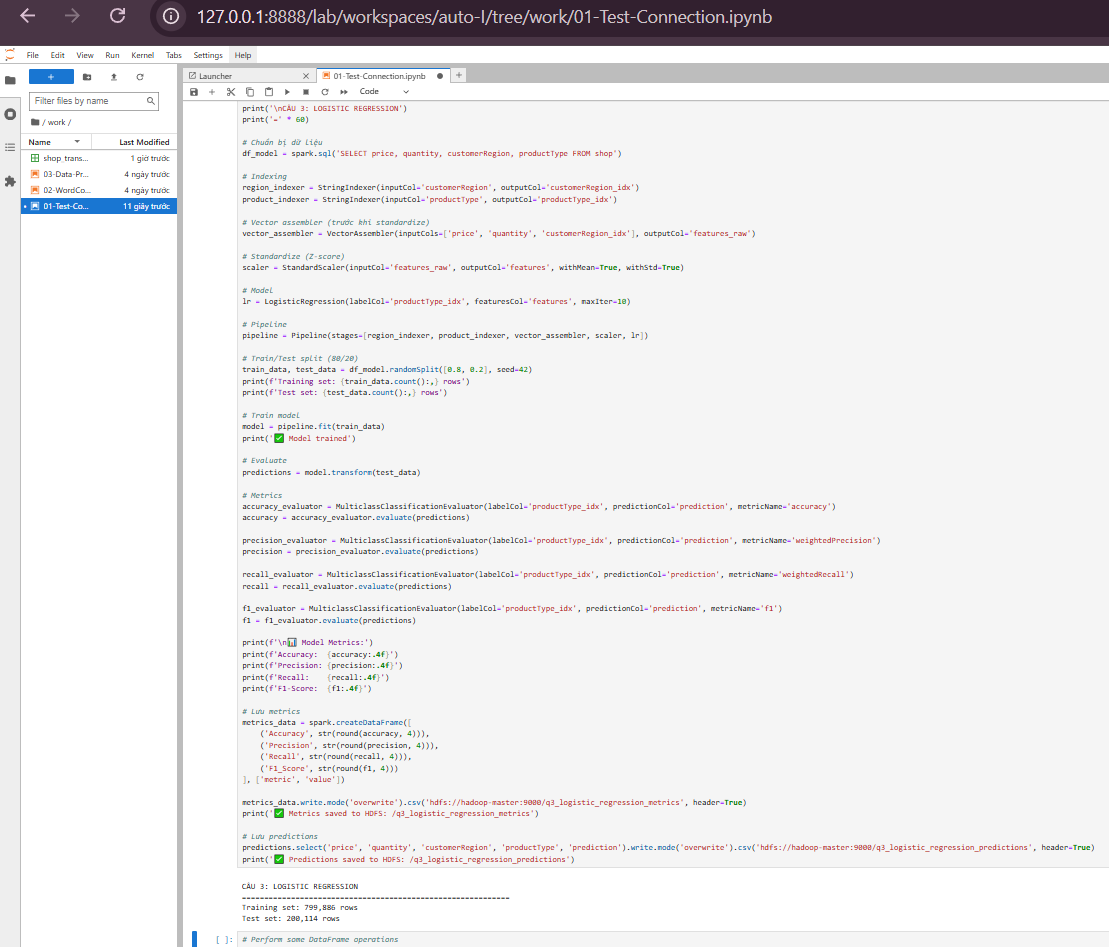 127.0.0.1:8888/lab/workspaces/auto-l/tree/work/01-Test-Connection.ipynb
File Edit View Run Kernel Tabs Settings Help
Launcher
01-Test-Connection.ipynb
Code
Filter files by name
/ work /
Name Last Modified
shop_trans... 1 giờ trước
03-Data-Pr... 4 ngày trước
02-WordCo... 4 ngày trước
01-Test-Co... 11 giây trước
print('\nCÂU 3: LOGISTIC REGRESSION')
print('=' * 60)
# Chuẩn bị dữ liệu
df_model = spark.sql('SELECT price, quantity, customerRegion, productType FROM shop')
# Indexing
region_indexer = StringIndexer(inputCol='customerRegion', outputCol='customerRegion_idx')
product_indexer = StringIndexer(inputCol='productType', outputCol='productType_idx')
# Vector assembler (trước khi standardize)
vector_assembler = VectorAssembler(inputCols=['price', 'quantity', 'customerRegion_idx'], outputCol='features_raw')
# Standardize (Z-score)
scaler = StandardScaler(inputCol='features_raw', outputCol='features', withMean=True, withStd=True)
# Model
lr = LogisticRegression(labelCol='productType_idx', featuresCol='features', maxIter=10)
# Pipeline
pipeline = Pipeline(stages=[region_indexer, product_indexer, vector_assembler, scaler, lr])
# Train/Test split (80/20)
train_data, test_data = df_model.randomSplit([0.8, 0.2], seed=42)
print(f'Training set: {train_data.count():,} rows')
print(f'Test set: {test_data.count():,} rows')
# Train model
model = pipeline.fit(train_data)
print('✅ Model trained')
# Evaluate
predictions = model.transform(test_data)
# Metrics
accuracy_evaluator = MulticlassClassificationEvaluator(labelCol='productType_idx', predictionCol='prediction', metricName='accuracy')
accuracy = accuracy_evaluator.evaluate(predictions)
precision_evaluator = MulticlassClassificationEvaluator(labelCol='productType_idx', predictionCol='prediction', metricName='weightedPrecision')
precision = precision_evaluator.evaluate(predictions)
recall_evaluator = MulticlassClassificationEvaluator(labelCol='productType_idx', predictionCol='prediction', metricName='weightedRecall')
recall = recall_evaluator.evaluate(predictions)
f1_evaluator = MulticlassClassificationEvaluator(labelCol='productType_idx', predictionCol='prediction', metricName='f1')
f1 = f1_evaluator.evaluate(predictions)
print(f'\n📊 Model Metrics:')
print(f'Accuracy:  {accuracy:.4f}')
print(f'Precision: {precision:.4f}')
print(f'Recall:    {recall:.4f}')
print(f'F1-Score:  {f1:.4f}')
# Lưu metrics
metrics_data = spark.createDataFrame([
('Accuracy', str(round(accuracy, 4))),
('Precision', str(round(precision, 4))),
('Recall', str(round(recall, 4))),
('F1_Score', str(round(f1, 4)))
], ['metric', 'value'])
metrics_data.write.mode('overwrite').csv('hdfs://hadoop-master:9000/q3_logistic_regression_metrics', header=True)
print('✅ Metrics saved to HDFS: /q3_logistic_regression_metrics')
# Lưu predictions
predictions.select('price', 'quantity', 'customerRegion', 'productType', 'prediction').write.mode('overwrite').csv('hdfs://hadoop-master:9000/q3_logistic_regression_predictions', header=True)
print('✅ Predictions saved to HDFS: /q3_logistic_regression_predictions')
CÂU 3: LOGISTIC REGRESSION
============================================================
Training set: 799,886 rows
Test set: 200,114 rows
[ ]: # Perform some DataFrame operations